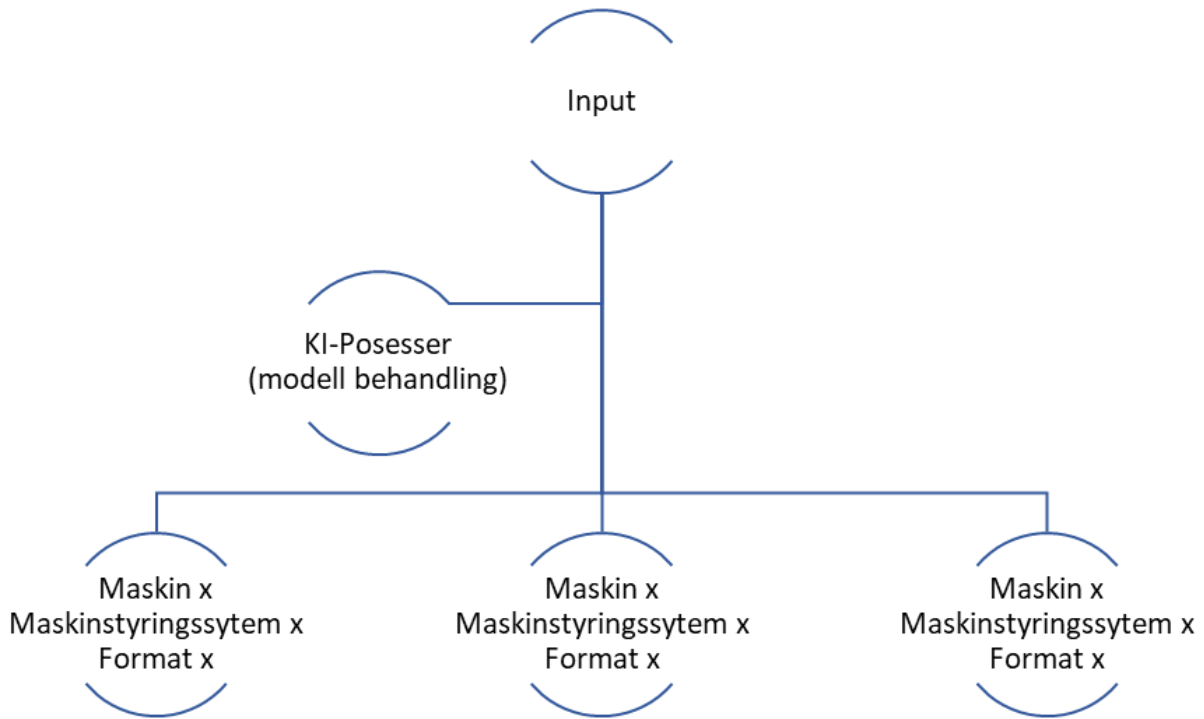 Input
KI-Posesser
(modell behandling)
Maskin x
Maskinstyringssytem x
Format x
Maskin x
Maskinstyringssytem x
Format x
Maskin x
Maskinstyringssytem x
Format x